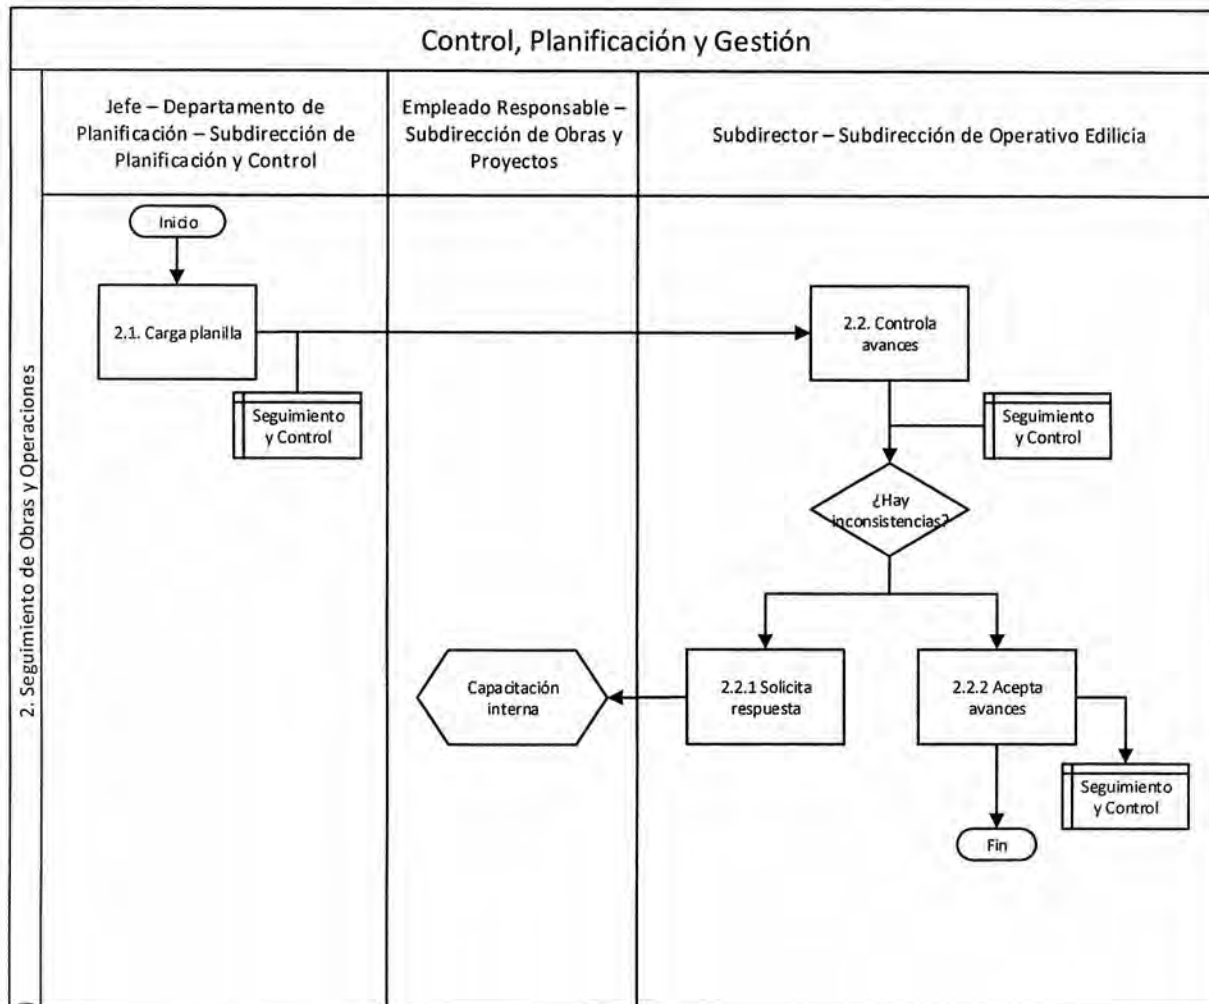 Control, Planificación y Gestión
Jefe – Departamento de
Planificación – Subdirección de
Planificación y Control
Empleado Responsable –
Subdirección de Obras y
Proyectos
Subdirector – Subdirección de Operativo Edilicia
2. Seguimiento de Obras y Operaciones
Inicio
2.1. Carga planilla
Seguimiento
y Control
2.2. Controla
avances
Seguimiento
y Control
¿Hay
inconsistencias?
Capacitación
interna
2.2.1 Solicita
respuesta
2.2.2 Acepta
avances
Seguimiento
y Control
Fin